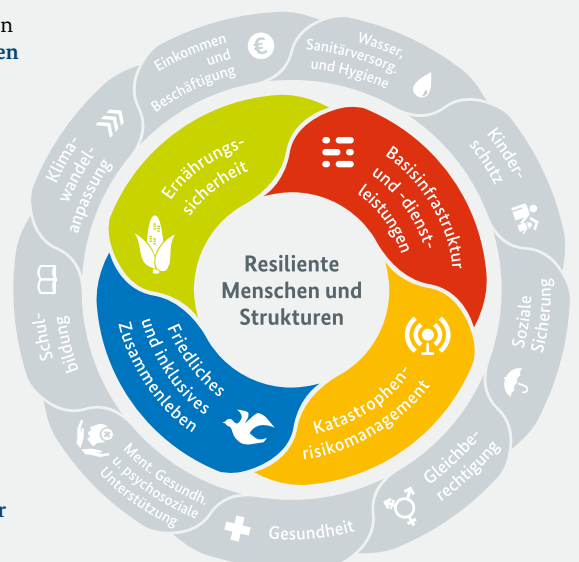 n
en
Einkommen
und
Beschäftigung
€
Wasser,
Sanitärversorg.
und Hygiene
Kinder-
schutz
Soziale
Sicherung
Gleichbe-
rechtigung
Gesundheit
Ment. Gesundh.
u. psychosoziale
Unterstützung
Schul-
bildung
Klima-
wandel-
anpassung
Ernährungs-
sicherheit
Basisinfrastruktur
und -dienst-
leistungen
Katastrophen-
risikomanagement
Friedliches
und inklusives
Zusammenleben
Resiliente
Menschen und
Strukturen
r